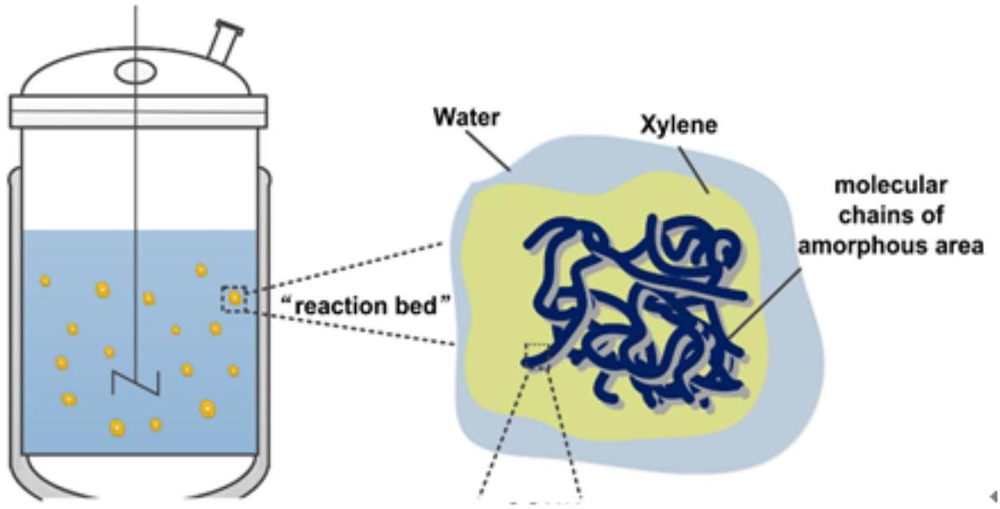 Water
Xylene
molecular
chains of
amorphous area
“reaction bed”